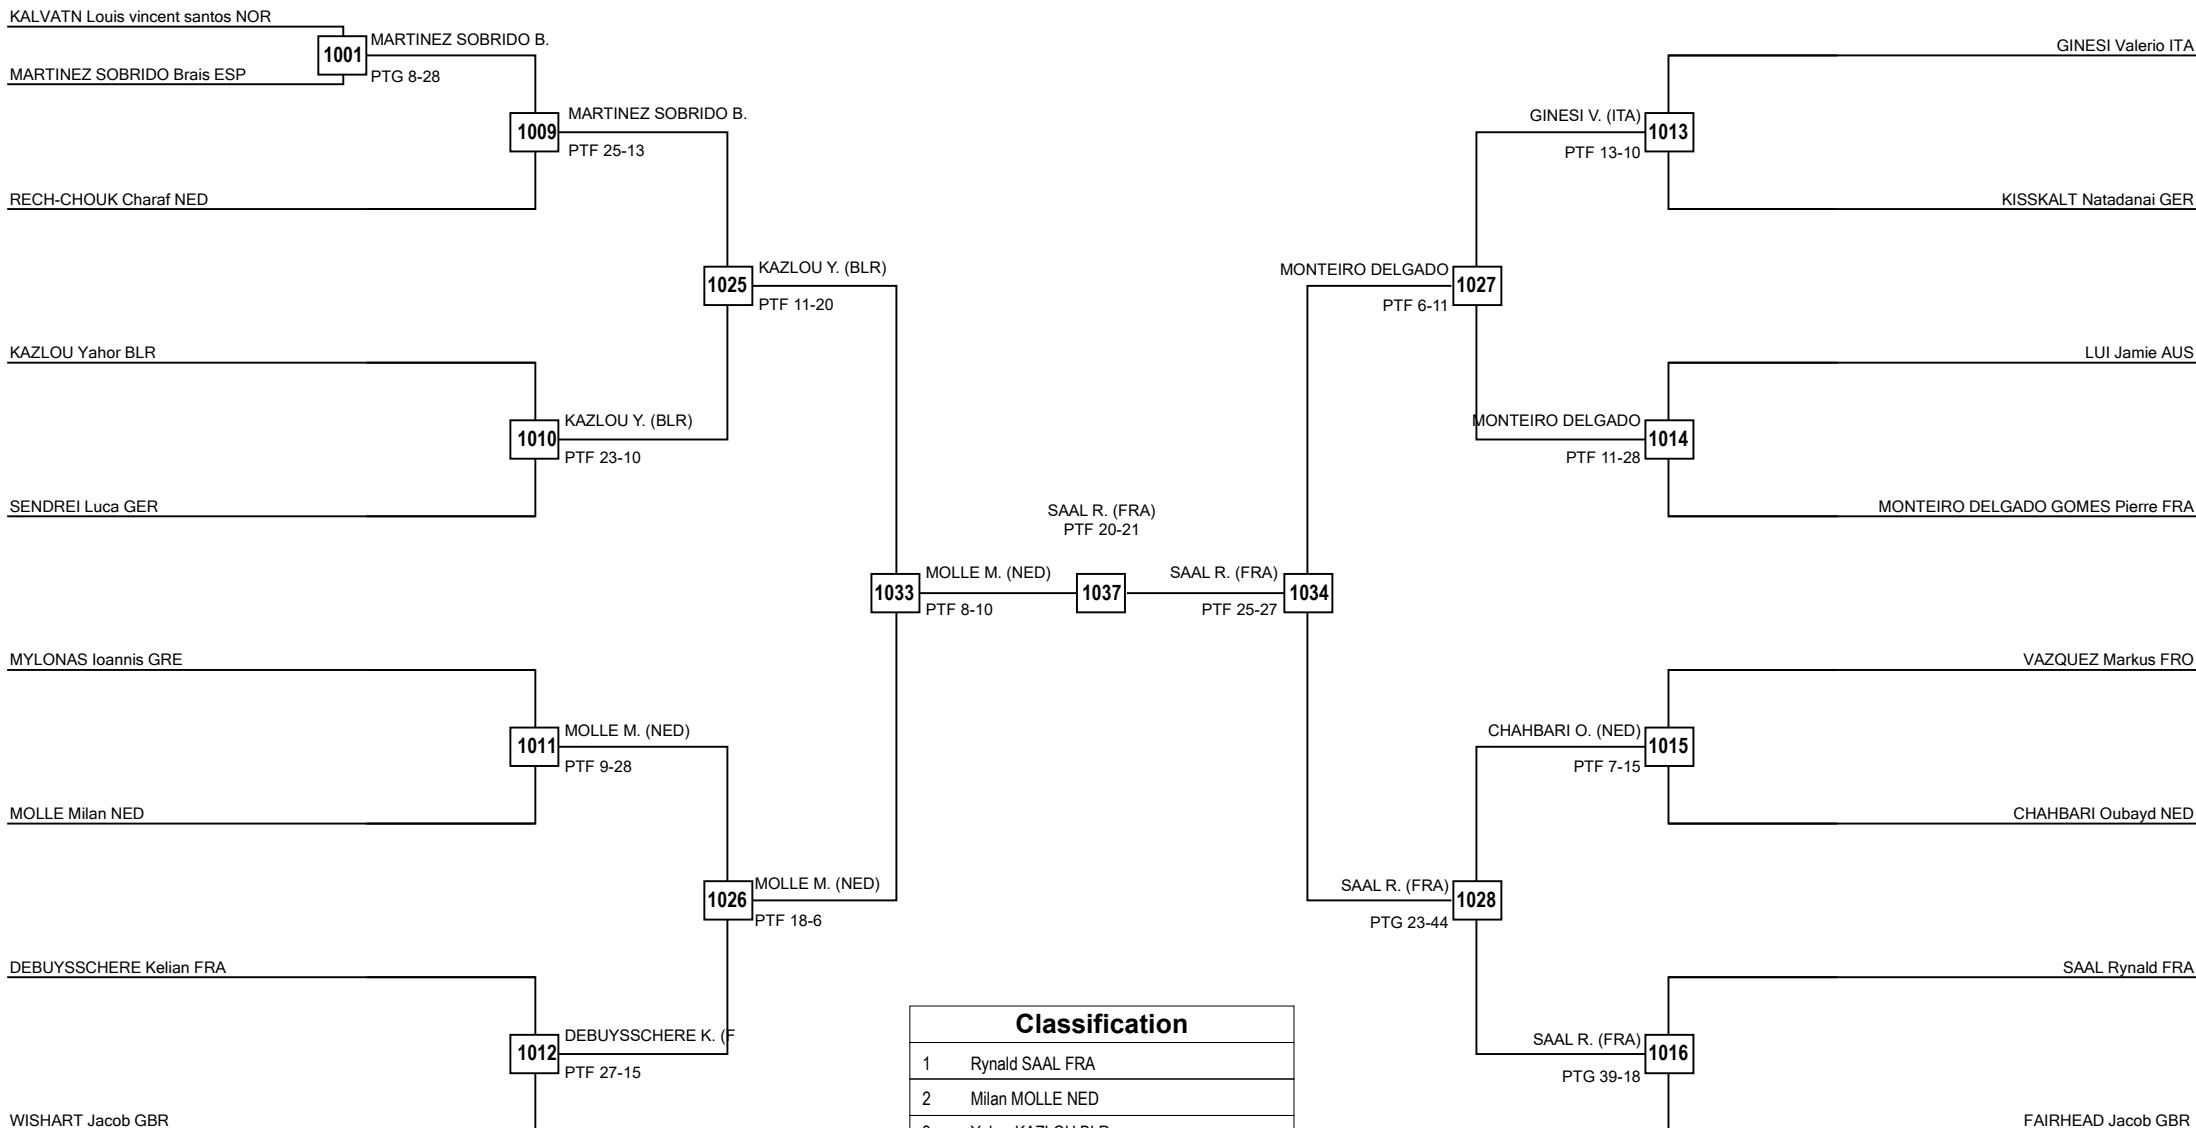 KALVATN Louis vincent santos NOR
1001
MARTINEZ SOBRIDO B.
PTG 8-28
MARTINEZ SOBRIDO Brais ESP
1009
MARTINEZ SOBRIDO B.
PTF 25-13
RECH-CHOUK Charaf NED
1025
KAZLOU Y. (BLR)
PTF 11-20
KAZLOU Yahor BLR
1010
KAZLOU Y. (BLR)
PTF 23-10
SENDREI Luca GER
1033
MOLLE M. (NED)
PTF 8-10
MYLONAS Ioannis GRE
1011
MOLLE M. (NED)
PTF 9-28
MOLLE Milan NED
1026
MOLLE M. (NED)
PTF 18-6
DEBUYSSCHERE Kelian FRA
1012
DEBUYSSCHERE K. (F
PTF 27-15
WISHART Jacob GBR
SAAL R. (FRA)
PTF 20-21
1037
GINESI Valerio ITA
GINESI V. (ITA)
1013
PTF 13-10
KISSKALT Natadanai GER
MONTEIRO DELGADO
1027
PTF 6-11
LUI Jamie AUS
MONTEIRO DELGADO
1014
PTF 11-28
MONTEIRO DELGADO GOMES Pierre FRA
SAAL R. (FRA)
1034
PTF 25-27
VAZQUEZ Markus FRO
CHAHBARI O. (NED)
1015
PTF 7-15
CHAHBARI Oubayd NED
SAAL R. (FRA)
1028
PTG 23-44
SAAL Rynald FRA
SAAL R. (FRA)
1016
PTG 39-18
FAIRHEAD Jacob GBR
Classification
1 Rynald SAAL FRA
2 Milan MOLLE NED
3 Yahor KAZLOU BLR